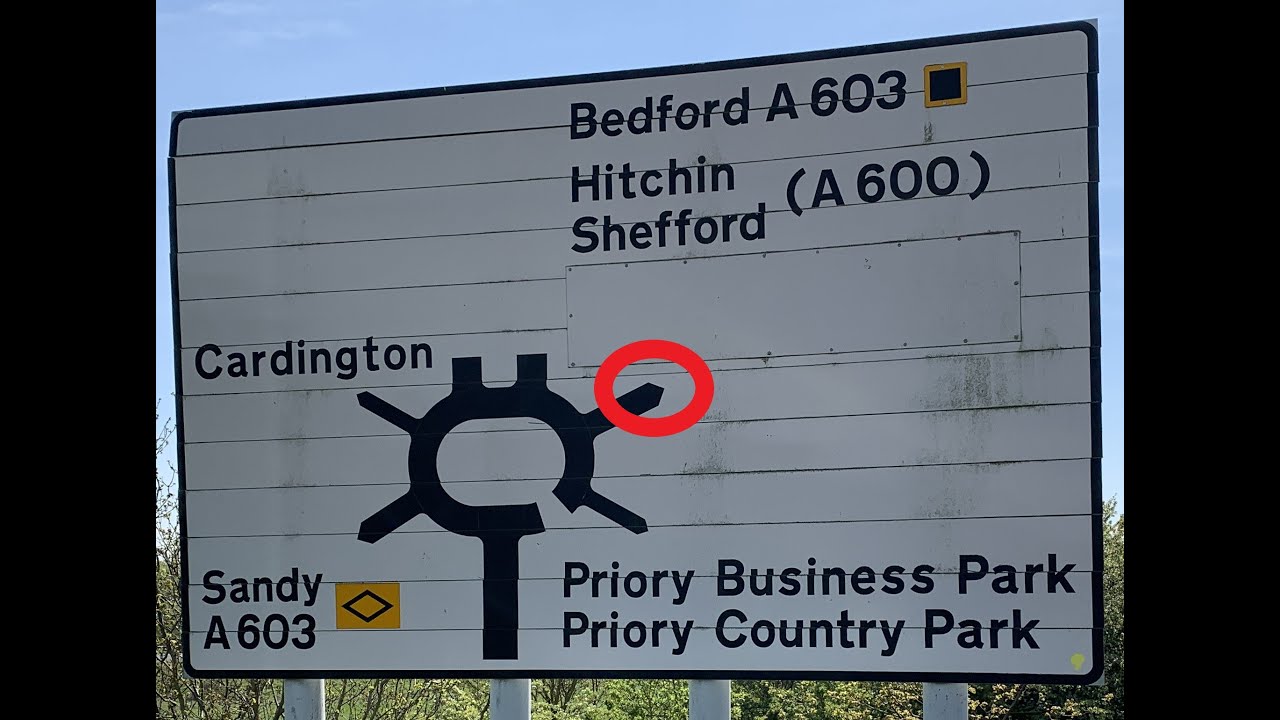 Bedford A603
Hitchin
Shefford
(A600)
Cardington
Sandy
A603
Priory Business Park
Priory Country Park